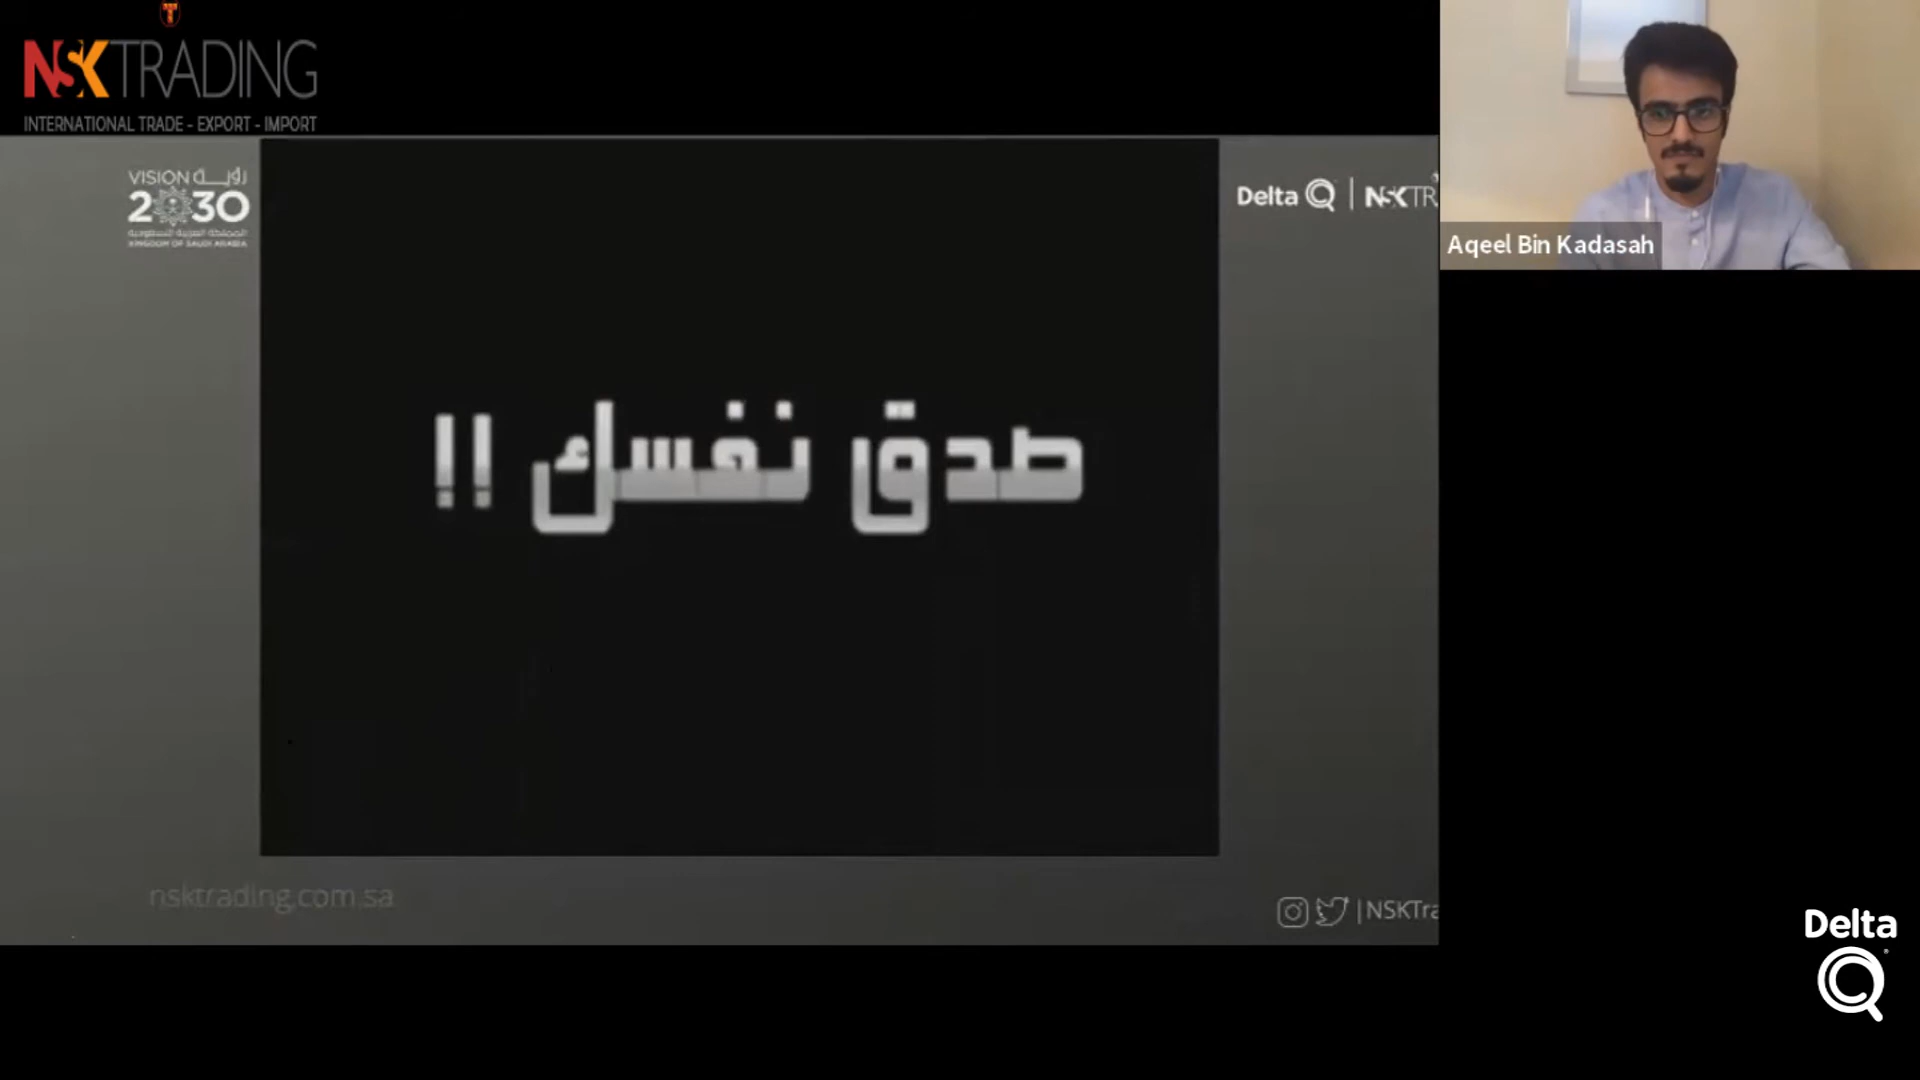 NSKTRADING
INTERNATIONAL TRADE - EXPORT - IMPORT
VISION رؤيــة
2030
المملكة العربية السعودية
KINGDOM OF SAUDI ARABIA
Delta Q | NSKTR
Aqeel Bin Kadasah
صدق نفسك !!
nsktrading.com.sa
|NSKTra
Delta
Q